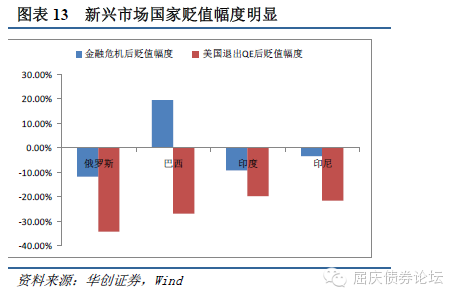 图表 13 新兴市场国家贬值幅度明显
金融危机后贬值幅度 美国退出QE后贬值幅度
30.00%
20.00%
10.00%
0.00%
俄罗斯 巴西 印度 印尼
-10.00%
-20.00%
-30.00%
-40.00%
资料来源：华创证券，Wind
屈庆债券论坛